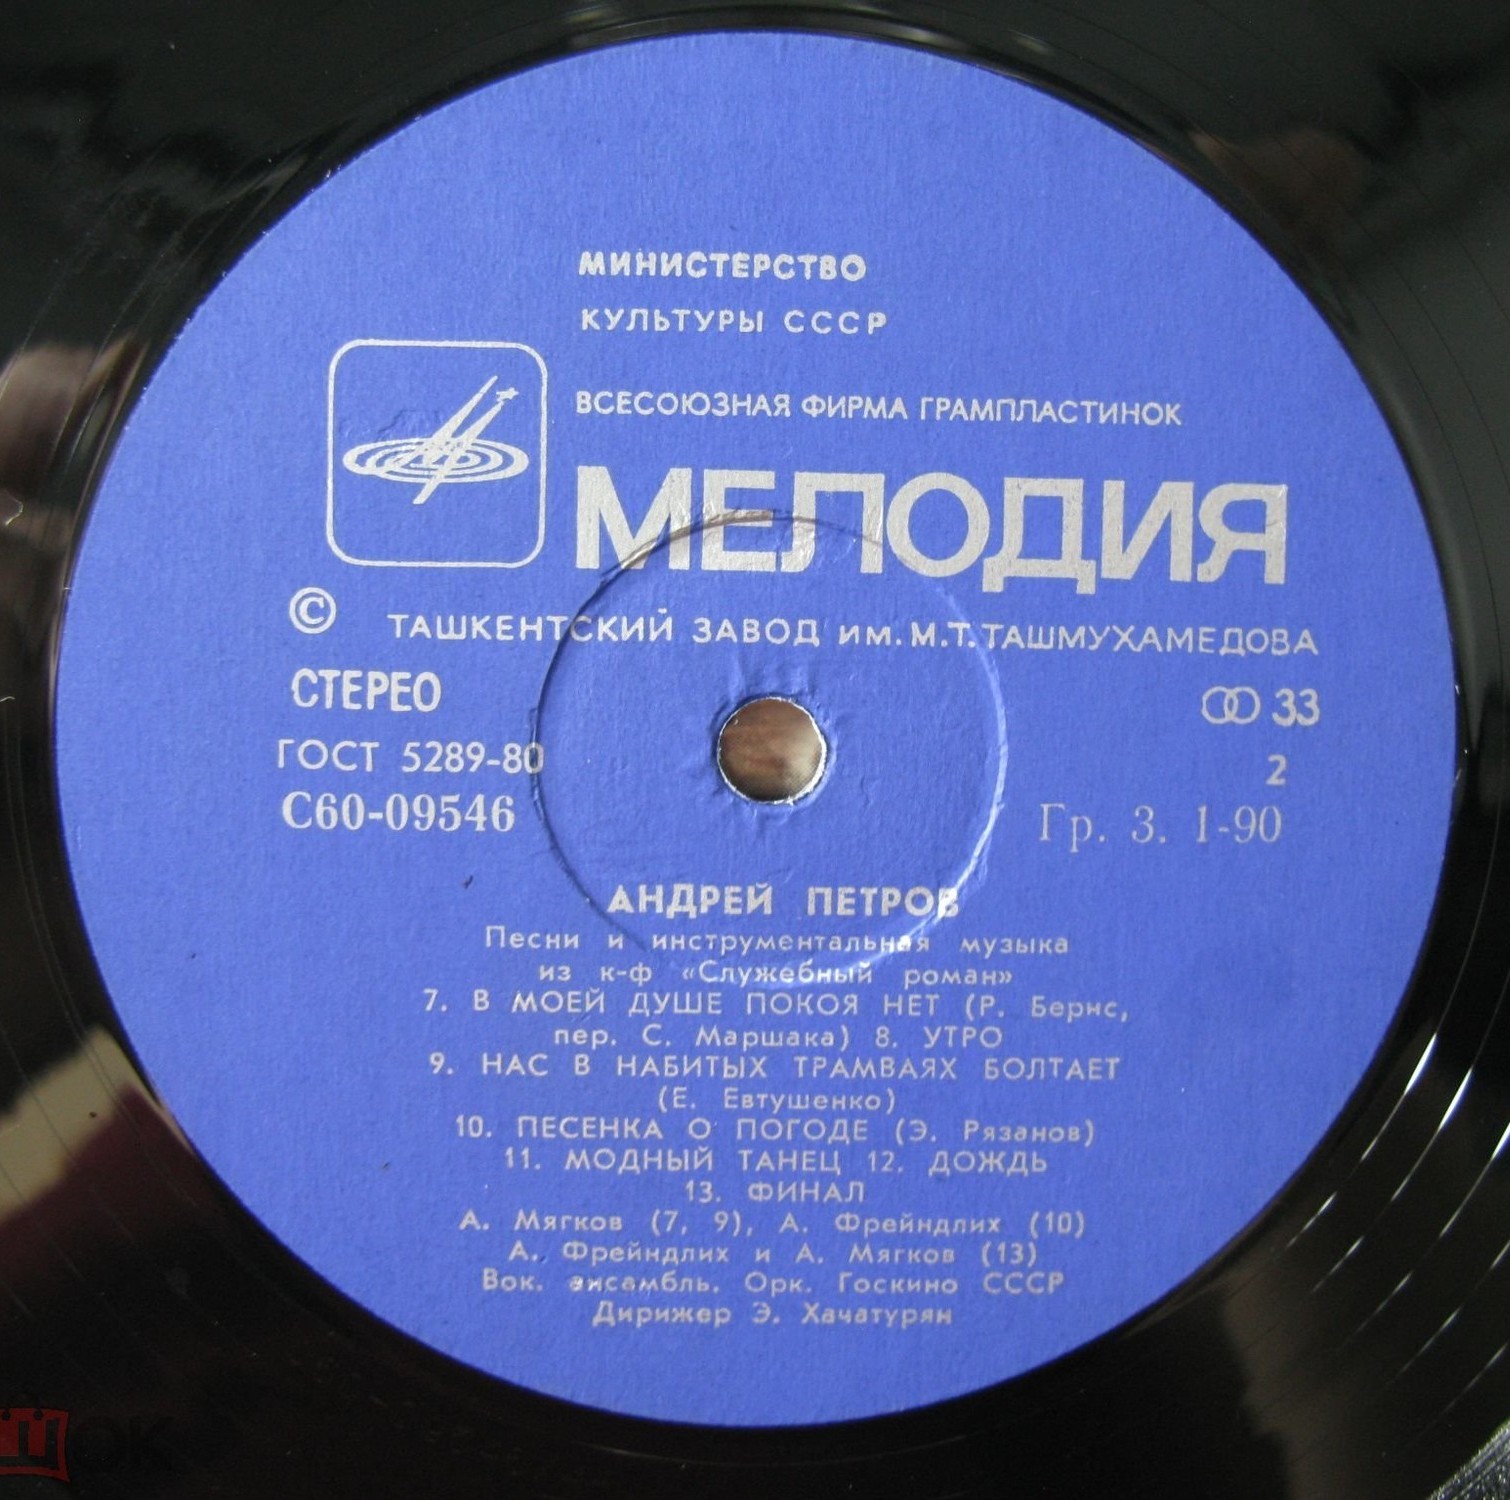 МИНИСТЕРСТВО
КУЛЬТУРЫ СССР
ВСЕСОЮЗНАЯ ФИРМА ГРАМПЛАСТИНОК
МЕЛОДИЯ
© ТАШКЕНТСКИЙ ЗАВОД ИМ. М.Т. ТАШМУХАМЕДОВА
СТЕРЕО
33
ГОСТ 5289-80
2
С60-09546
Гр. 3. 1-90
АНДРЕЙ ПЕТРОВ
Песни и инструментальная музыка
из к-ф «Служебный роман»
7. В МОЕЙ ДУШЕ ПОКОЯ НЕТ (Р. Бернс,
пер. С. Маршака) 8. УТРО
9. НАС В НАБИТЫХ ТРАМВАЯХ БОЛТАЕТ
(Е. Евтушенко)
10. ПЕСЕНКА О ПОГОДЕ (Э. Рязанов)
11. МОДНЫЙ ТАНЕЦ 12. ДОЖДЬ
13. ФИНАЛ
А. Мягков (7, 9), А. Фрейндлих (10)
А. Фрейндлих и А. Мягков (13)
Вок. ансамбль. Орк. Госкино СССР
Дирижер Э. Хачатурян